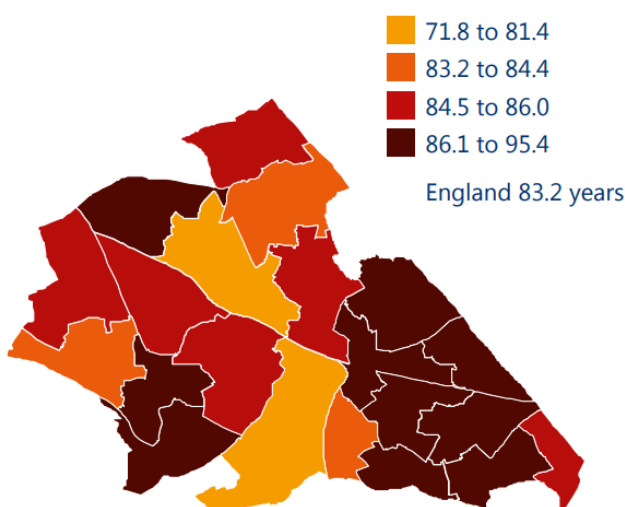 71.8 to 81.4
83.2 to 84.4
84.5 to 86.0
86.1 to 95.4
England 83.2 years